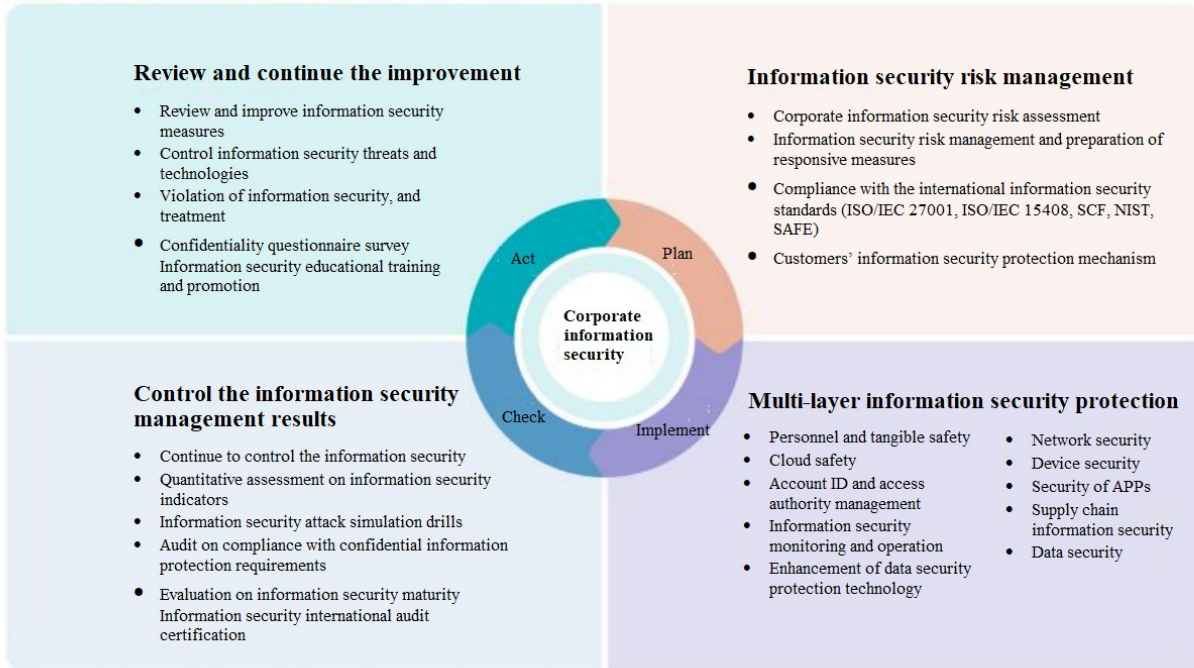 Review and continue the improvement
• Review and improve information security
measures
• Control information security threats and
technologies
• Violation of information security, and
treatment
• Confidentiality questionnaire survey
Information security educational training
and promotion
Information security risk management
• Corporate information security risk assessment
• Information security risk management and preparation of
responsive measures
• Compliance with the international information security
standards (ISO/IEC 27001, ISO/IEC 15408, SCF, NIST,
SAFE)
• Customers’ information security protection mechanism
Act
Plan
Corporate
information
security
Check
Implement
Control the information security
management results
• Continue to control the information security
• Quantitative assessment on information security
indicators
• Information security attack simulation drills
• Audit on compliance with confidential information
protection requirements
• Evaluation on information security maturity
Information security international audit
certification
Multi-layer information security protection
• Personnel and tangible safety
• Cloud safety
• Account ID and access
authority management
• Information security
monitoring and operation
• Enhancement of data security
protection technology
• Network security
• Device security
• Security of APPs
• Supply chain
information security
• Data security